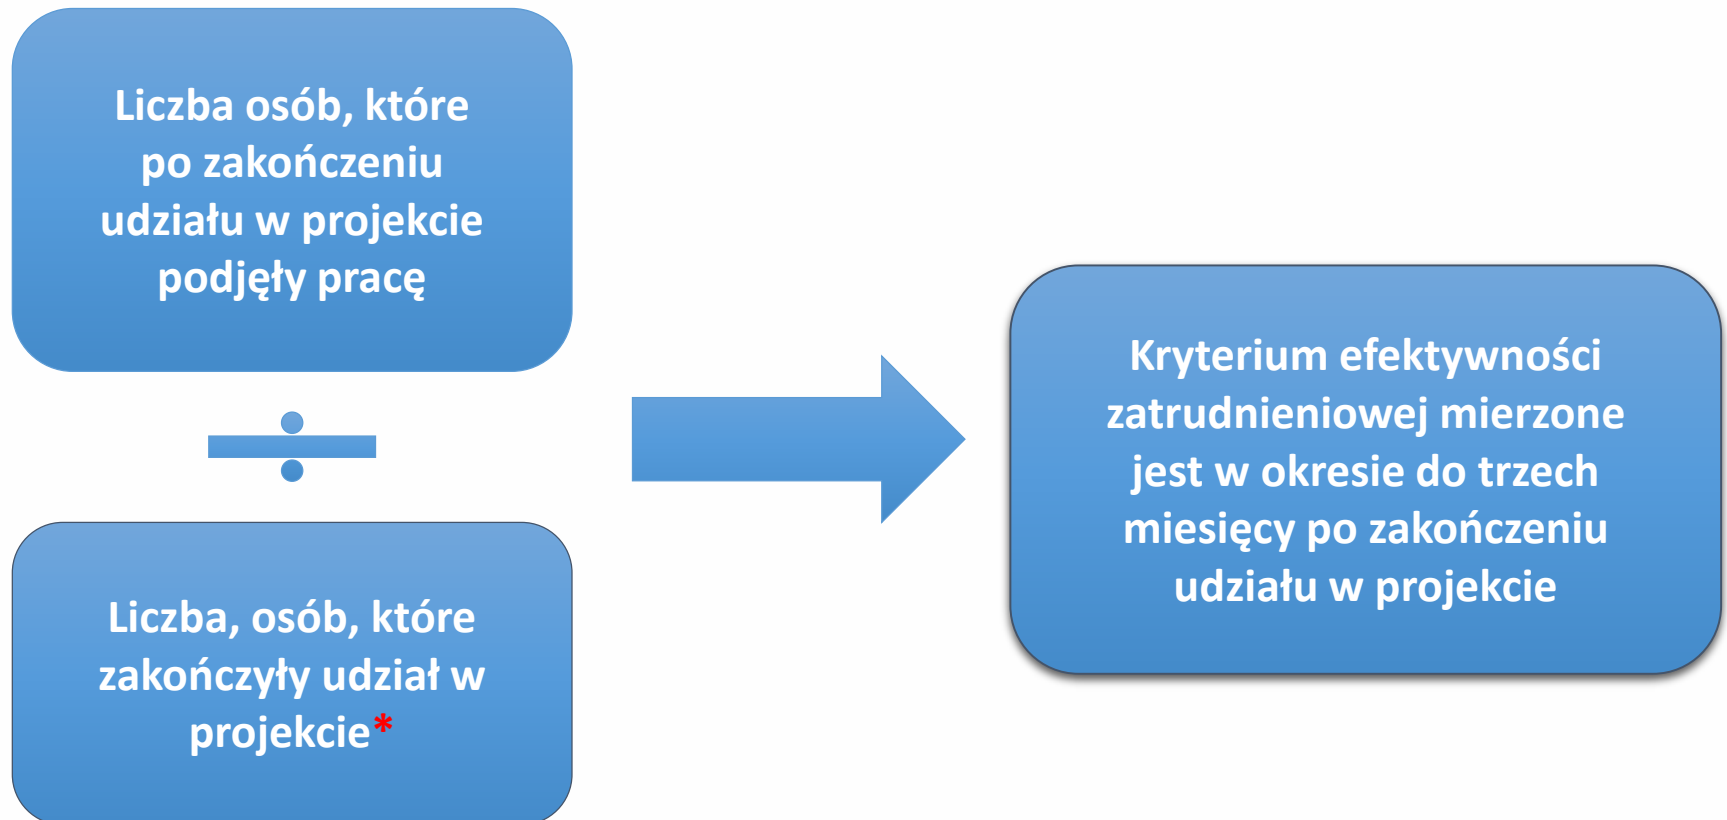 Liczba osób, które
po zakończeniu
udziału w projekcie
podjęły pracę
Liczba, osób, które
zakończyły udział w
projekcie*
Kryterium efektywności
zatrudnieniowej mierzone
jest w okresie do trzech
miesięcy po zakończeniu
udziału w projekcie